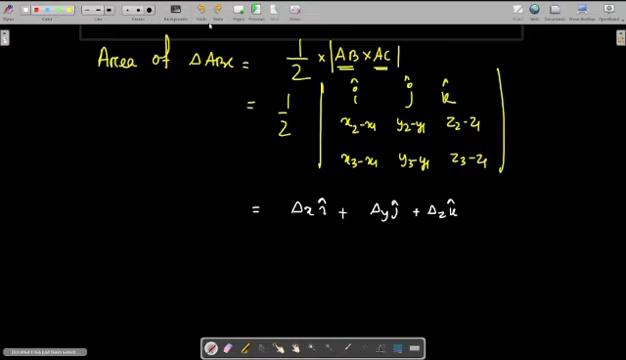 Area of ΔABC = 1/2 × |AB × AC|
= 1/2 | î ĵ k̂ |
x₂-x₁ y₂-y₁ z₂-z₁
x₃-x₁ y₃-y₁ z₃-z₁
= Δx î + Δy ĵ + Δz k̂